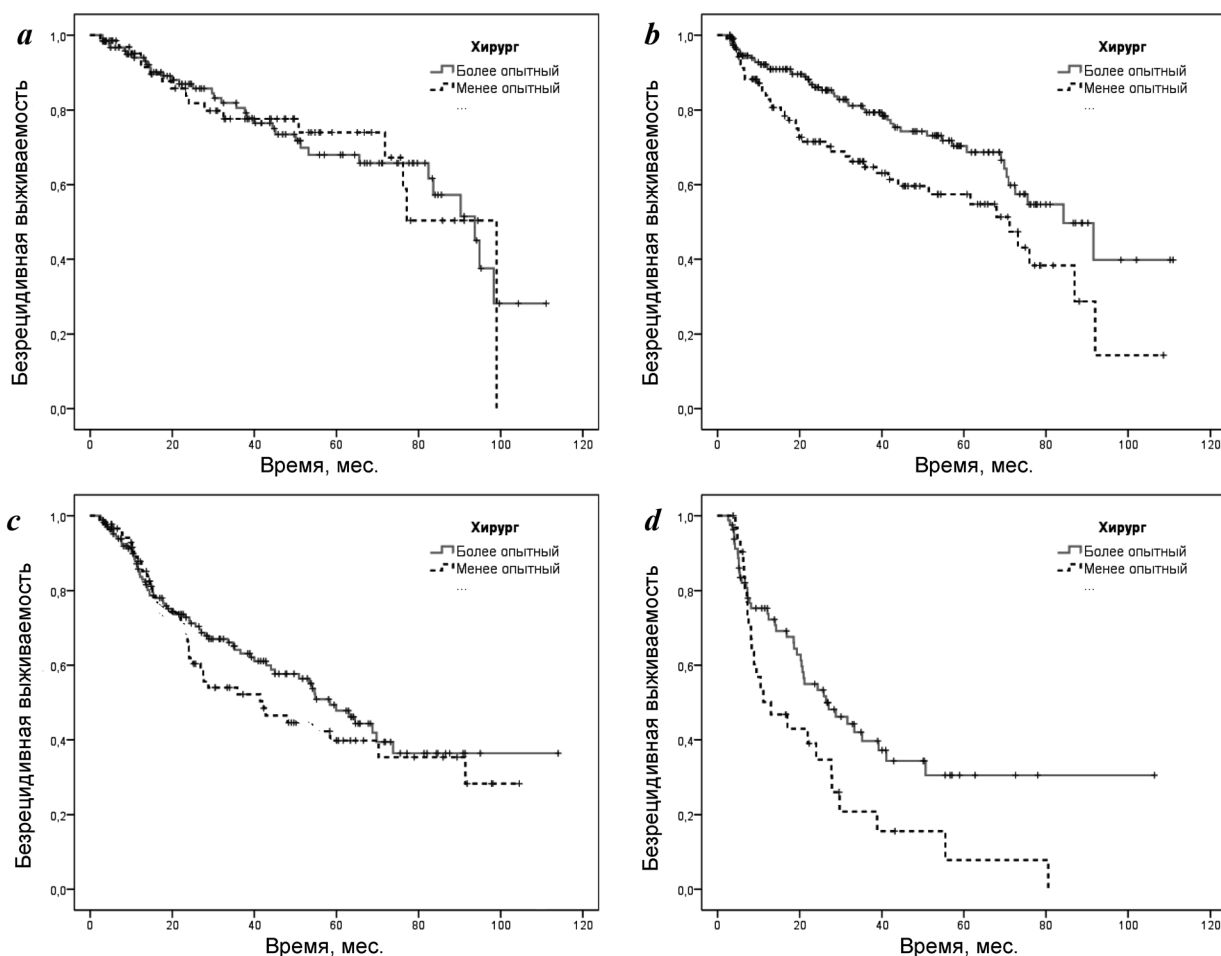 a
Безрецидивная выживаемость
1,0
0,8
0,6
0,4
0,2
0,0
Хирург
Более опытный
Менее опытный
...
0 20 40 60 80 100 120
Время, мес.
b
Безрецидивная выживаемость
1,0
0,8
0,6
0,4
0,2
0,0
Хирург
Более опытный
Менее опытный
...
0 20 40 60 80 100 120
Время, мес.
c
Безрецидивная выживаемость
1,0
0,8
0,6
0,4
0,2
0,0
Хирург
Более опытный
Менее опытный
...
0 20 40 60 80 100 120
Время, мес.
d
Безрецидивная выживаемость
1,0
0,8
0,6
0,4
0,2
0,0
Хирург
Более опытный
Менее опытный
...
0 20 40 60 80 100 120
Время, мес.